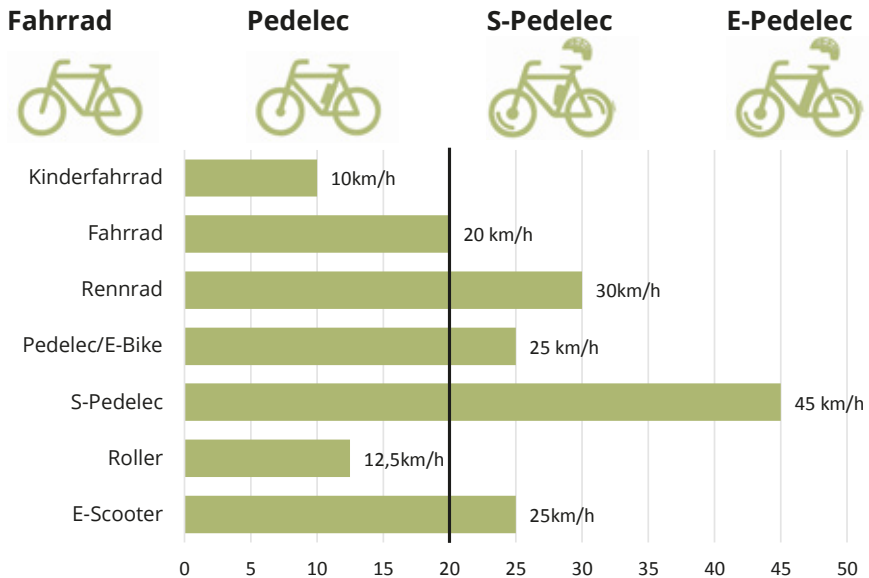 Fahrrad Pedelec S-Pedelec E-Pedelec
Kinderfahrrad 10km/h
Fahrrad 20 km/h
Rennrad 30km/h
Pedelec/E-Bike 25 km/h
S-Pedelec 45 km/h
Roller 12,5km/h
E-Scooter 25km/h
0 5 10 15 20 25 30 35 40 45 50